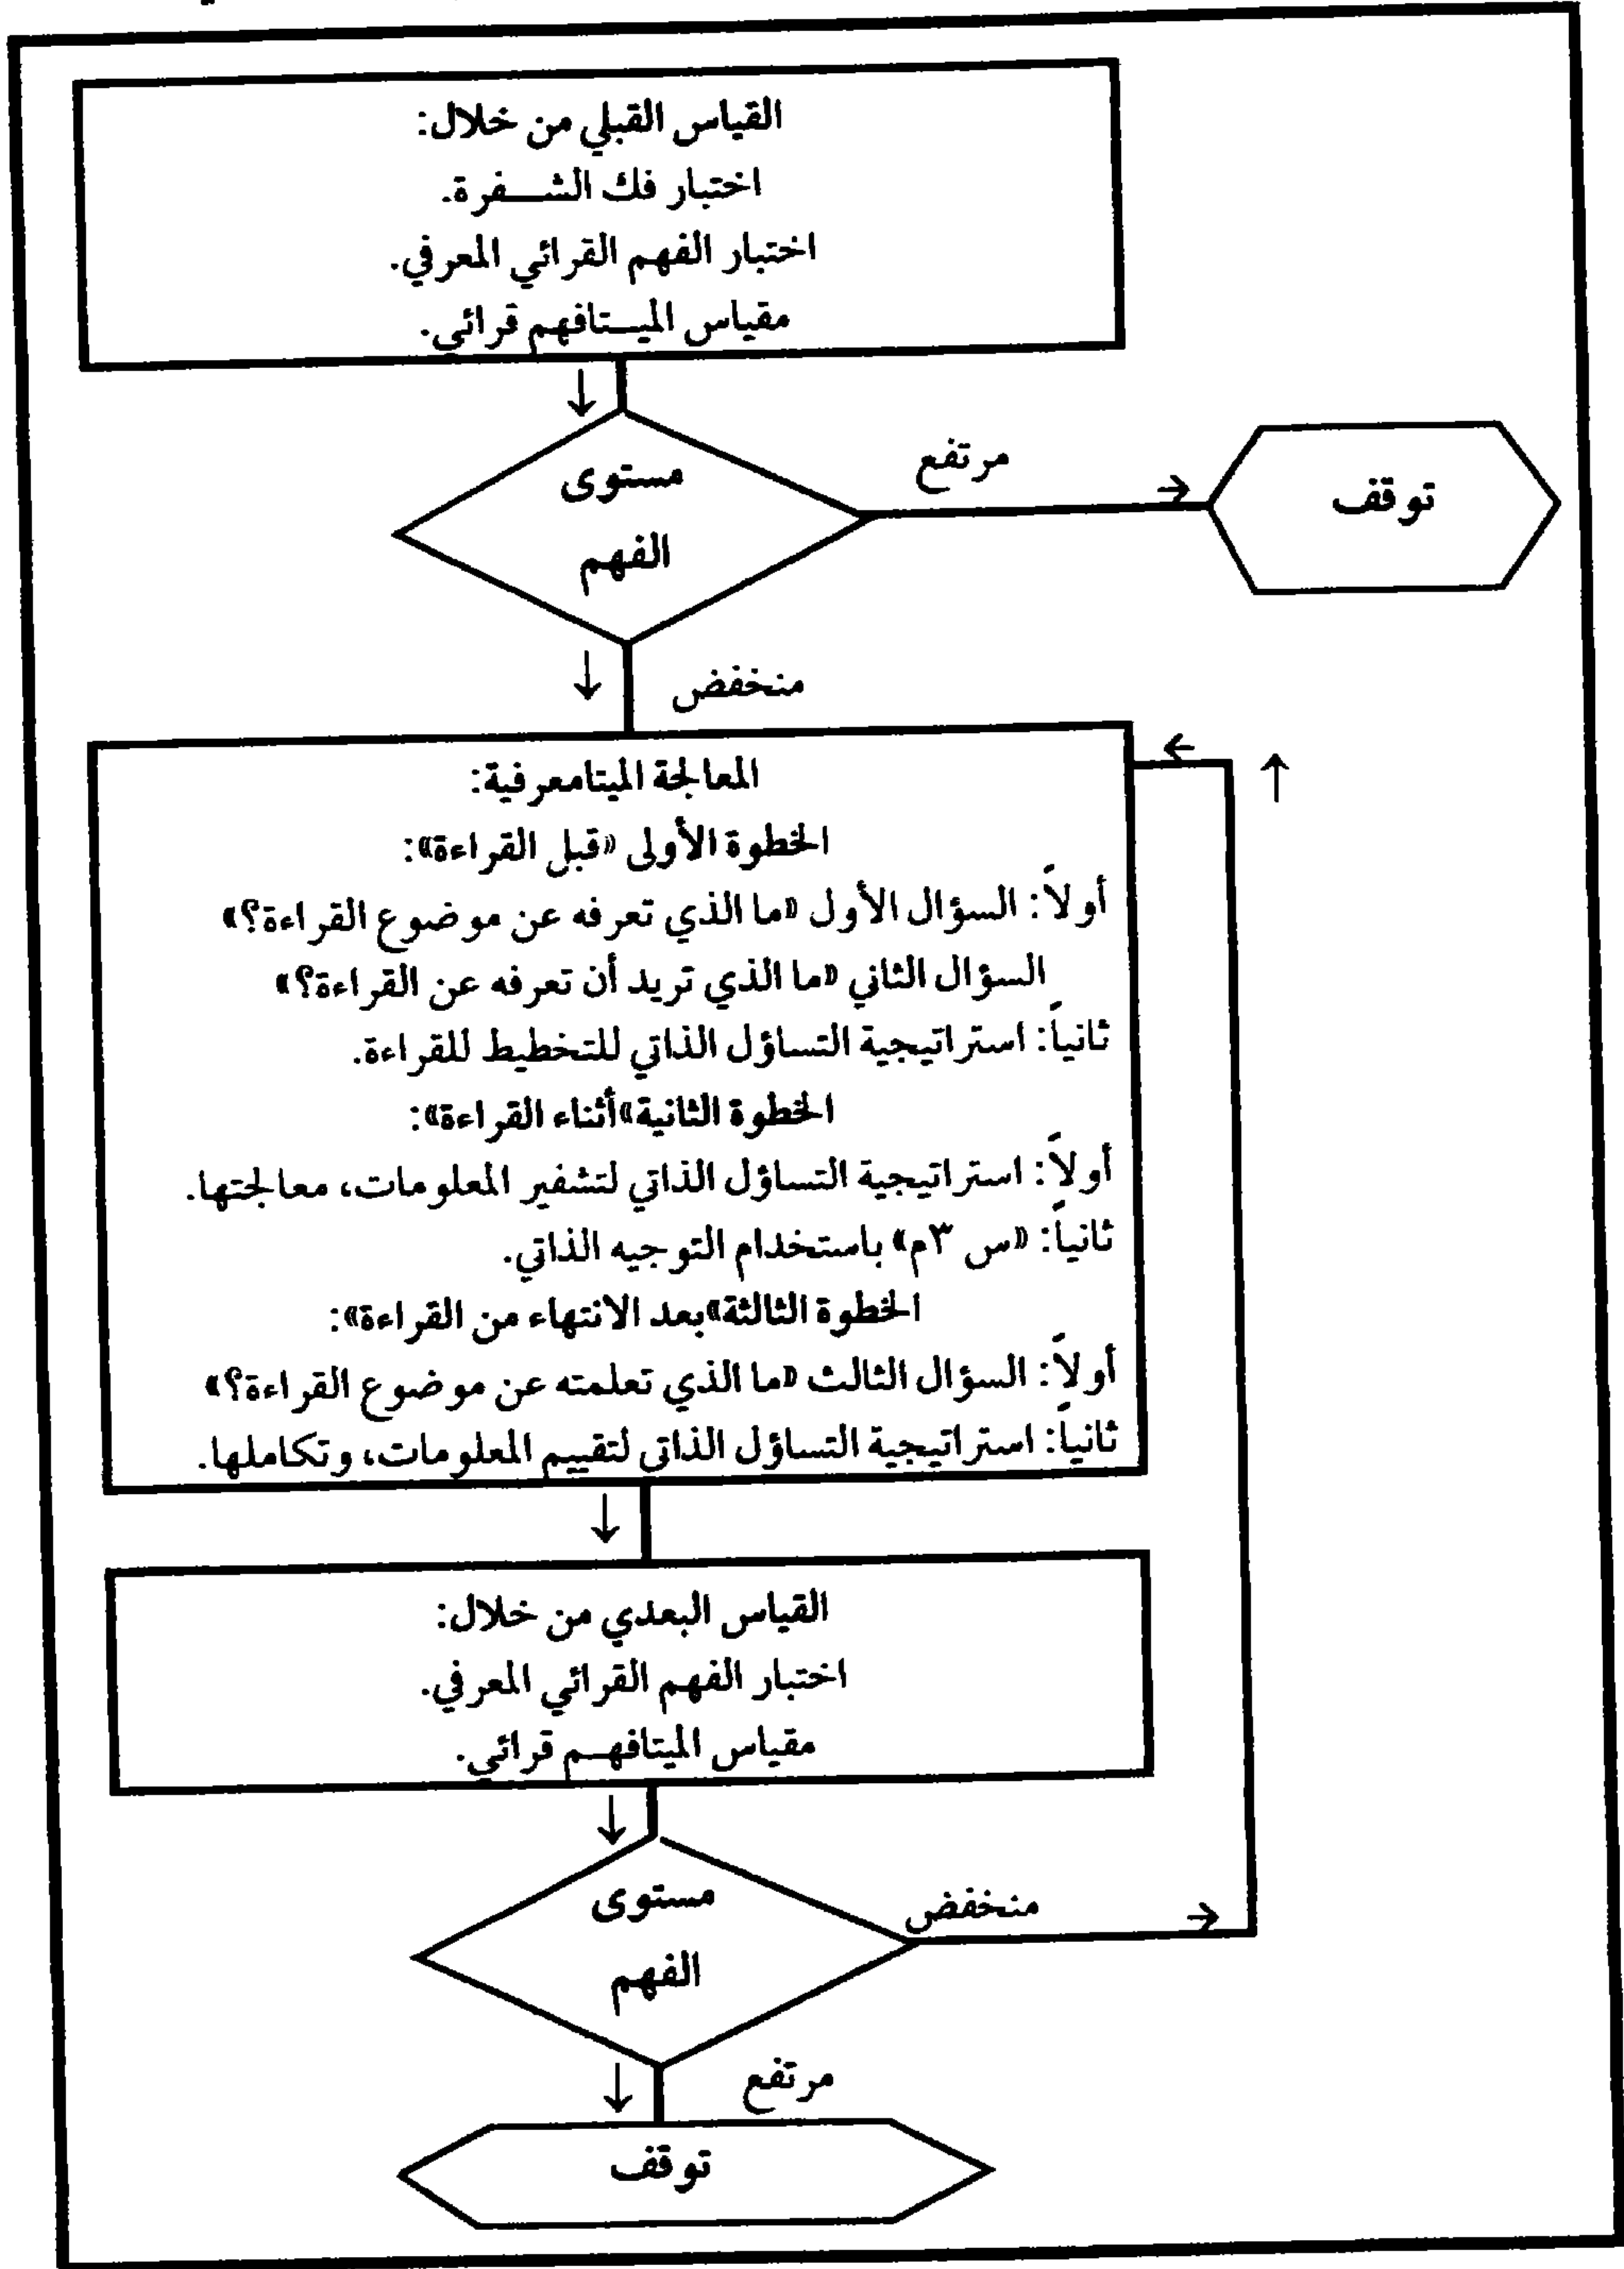 القياس القبلي من خلال:
اختبار فك الشـــفرة.
اختبار الفهم القرائي المعرفي.
مقياس الميـــتافهم قرائي.
مستوى
الفهم
مرتفع
توقف
منخفض
المعالجة الميتامعرفية:
الخطوة الأولى «قبل القراءة»:
أولاً: السؤال الأول «ما الذي تعرفه عن موضوع القراءة؟»
السؤال الثاني «ما الذي تريد أن تعرفه عن القراءة؟»
ثانياً: استراتيجية التساؤل الذاتي للتخطيط للقراءة.
الخطوة الثانية«أثناء القراءة»:
أولاً: استراتيجية التساؤل الذاتي لتشفير المعلومات، معالجتها.
ثانياً: «س ٣م» باستخدام التوجيه الذاتي.
الخطوة الثالثة«بعد الانتهاء من القراءة»:
أولاً: السؤال الثالث «ما الذي تعلمته عن موضوع القراءة؟»
ثانياً: استراتيجية التساؤل الذاتي لتقييم المعلومات، وتكاملها.
القياس البعدي من خلال:
اختبار الفهم القرائي المعرفي.
مقياس الميتافهـــم قرائي.
مستوى
الفهم
منخفض
مرتفع
توقف